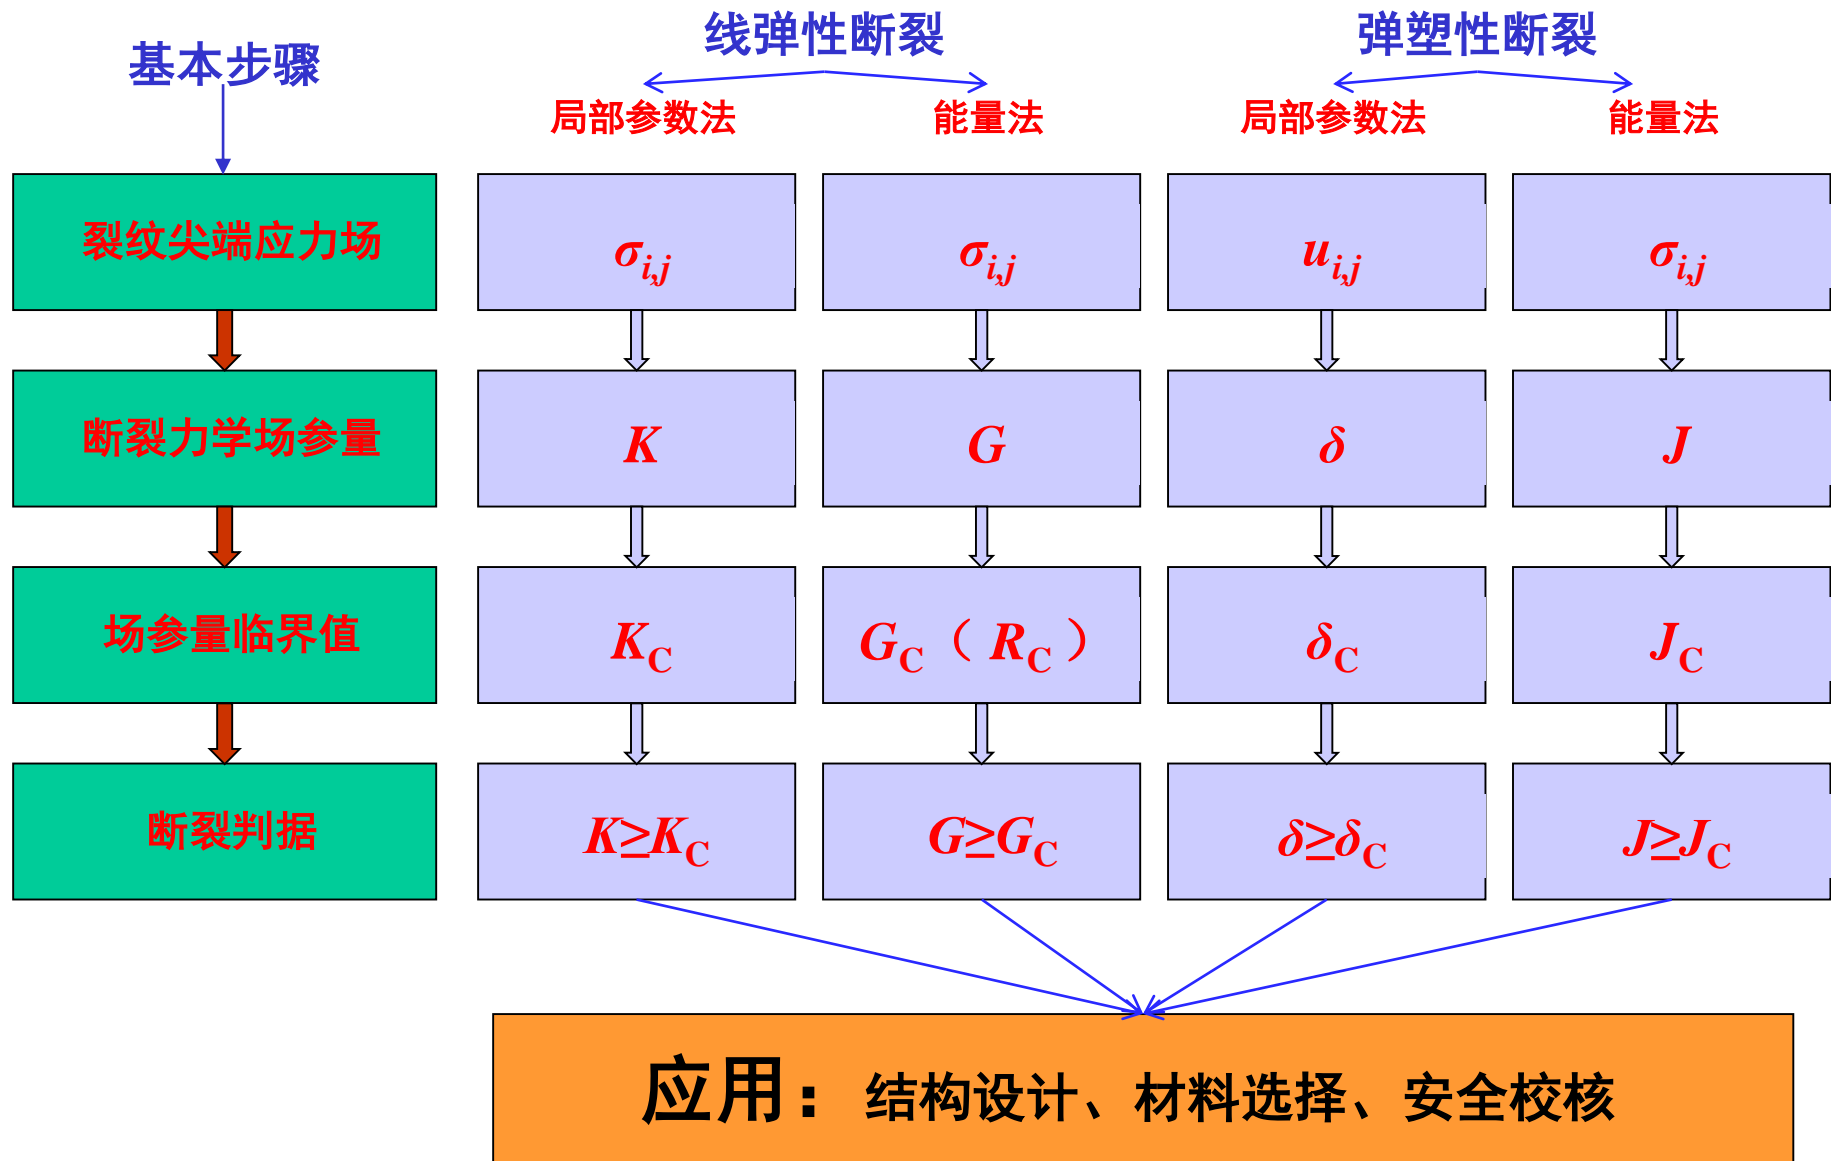 基本步骤
线弹性断裂
弹塑性断裂
局部参数法
能量法
局部参数法
能量法
裂纹尖端应力场
σi,j
σi,j
ui,j
σi,j
断裂力学场参量
K
G
δ
J
场参量临界值
KC
GC（RC）
δC
JC
断裂判据
K≥KC
G≥GC
δ≥δC
J≥JC
应用：结构设计、材料选择、安全校核